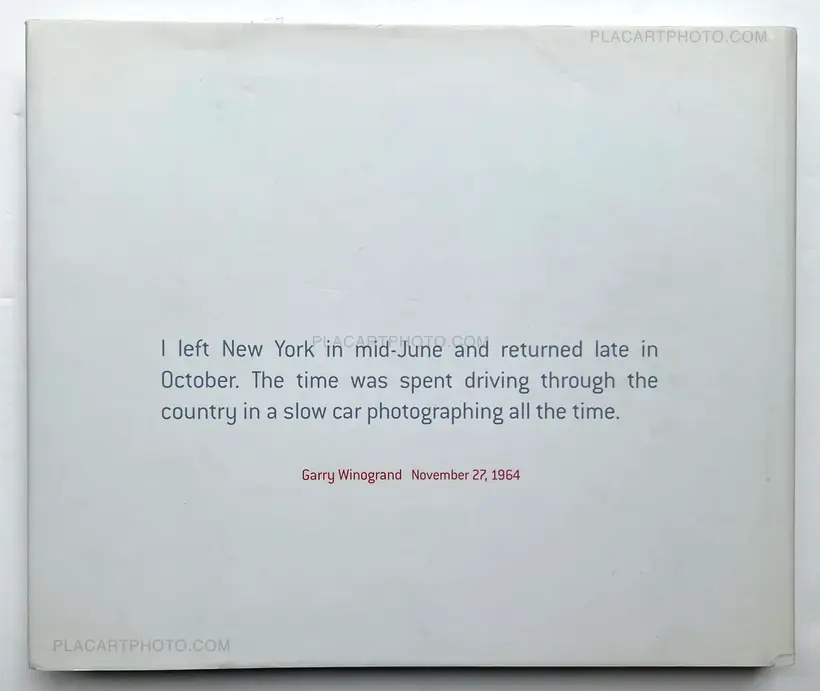 PLACARTPHOTO.COM
PLACARTPHOTO.COM
I left New York in mid-June and returned late in
October. The time was spent driving through the
country in a slow car photographing all the time.
Garry Winogrand November 27, 1964
PLACARTPHOTO.COM